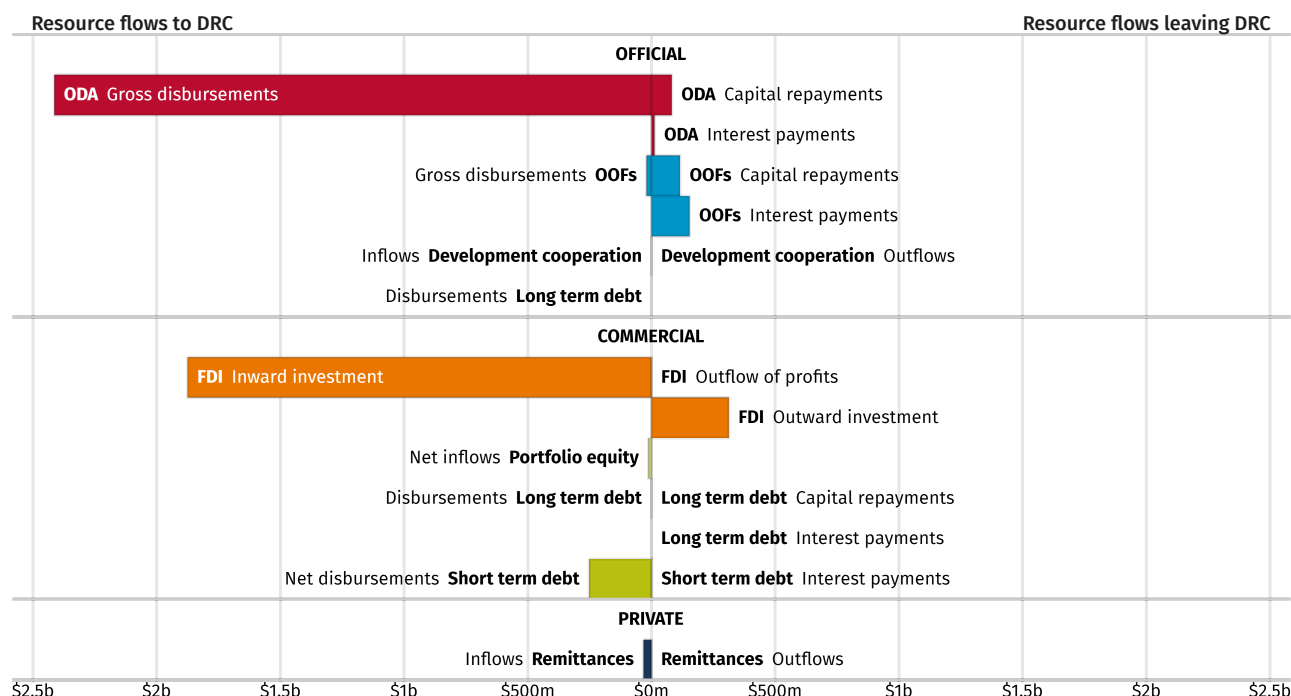 Resource flows to DRC Resource flows leaving DRC
OFFICIAL
ODA Gross disbursements ODA Capital repayments
ODA Interest payments
Gross disbursements OOFs OOFs Capital repayments
OOFs Interest payments
Inflows Development cooperation Development cooperation Outflows
Disbursements Long term debt
COMMERCIAL
FDI Inward investment FDI Outflow of profits
FDI Outward investment
Net inflows Portfolio equity
Disbursements Long term debt Long term debt Capital repayments
Long term debt Interest payments
Net disbursements Short term debt Short term debt Interest payments
PRIVATE
Inflows Remittances Remittances Outflows
$2.5b $2b $1.5b $1b $500m $0m $500m $1b $1.5b $2b $2.5b